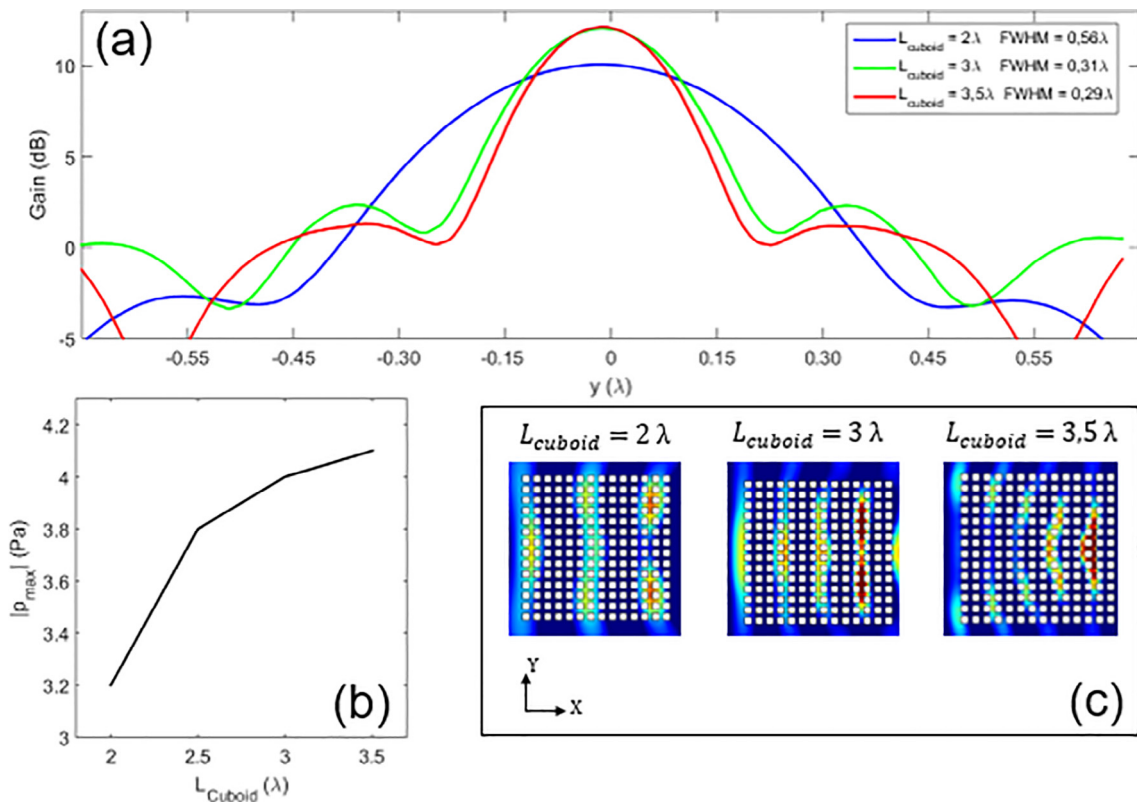 (a)
L_cuboid = 2λ FWHM = 0,56λ
L_cuboid = 3λ FWHM = 0,31λ
L_cuboid = 3,5λ FWHM = 0,29λ
10
5
0
-5
Gain (dB)
-0.55 -0.45 -0.30 -0.15 0 0.15 0.30 0.45 0.55
y (λ)
4.2
4
3.8
3.6
3.4
3.2
3
|p_max| (Pa)
2 2.5 3 3.5
L_Cuboid (λ)
(b)
L_cuboid = 2 λ L_cuboid = 3 λ L_cuboid = 3,5 λ
Y
X
(c)